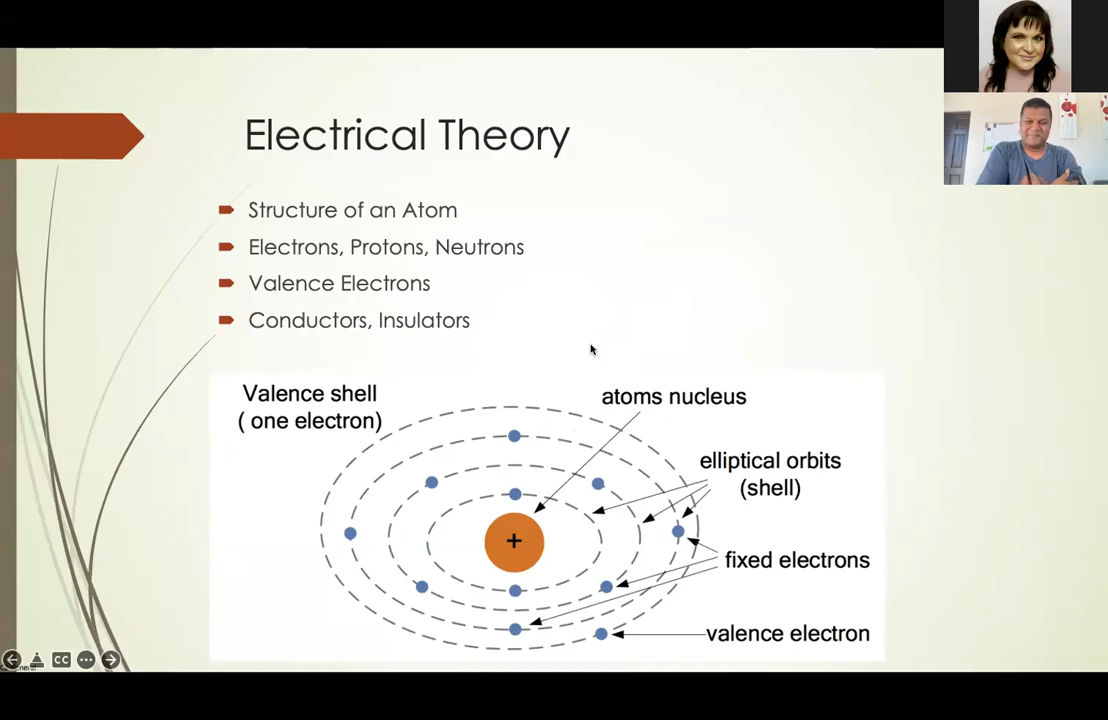 Electrical Theory
Structure of an Atom
Electrons, Protons, Neutrons
Valence Electrons
Conductors, Insulators
Valence shell
( one electron)
atoms nucleus
elliptical orbits
(shell)
+
fixed electrons
valence electron
CC